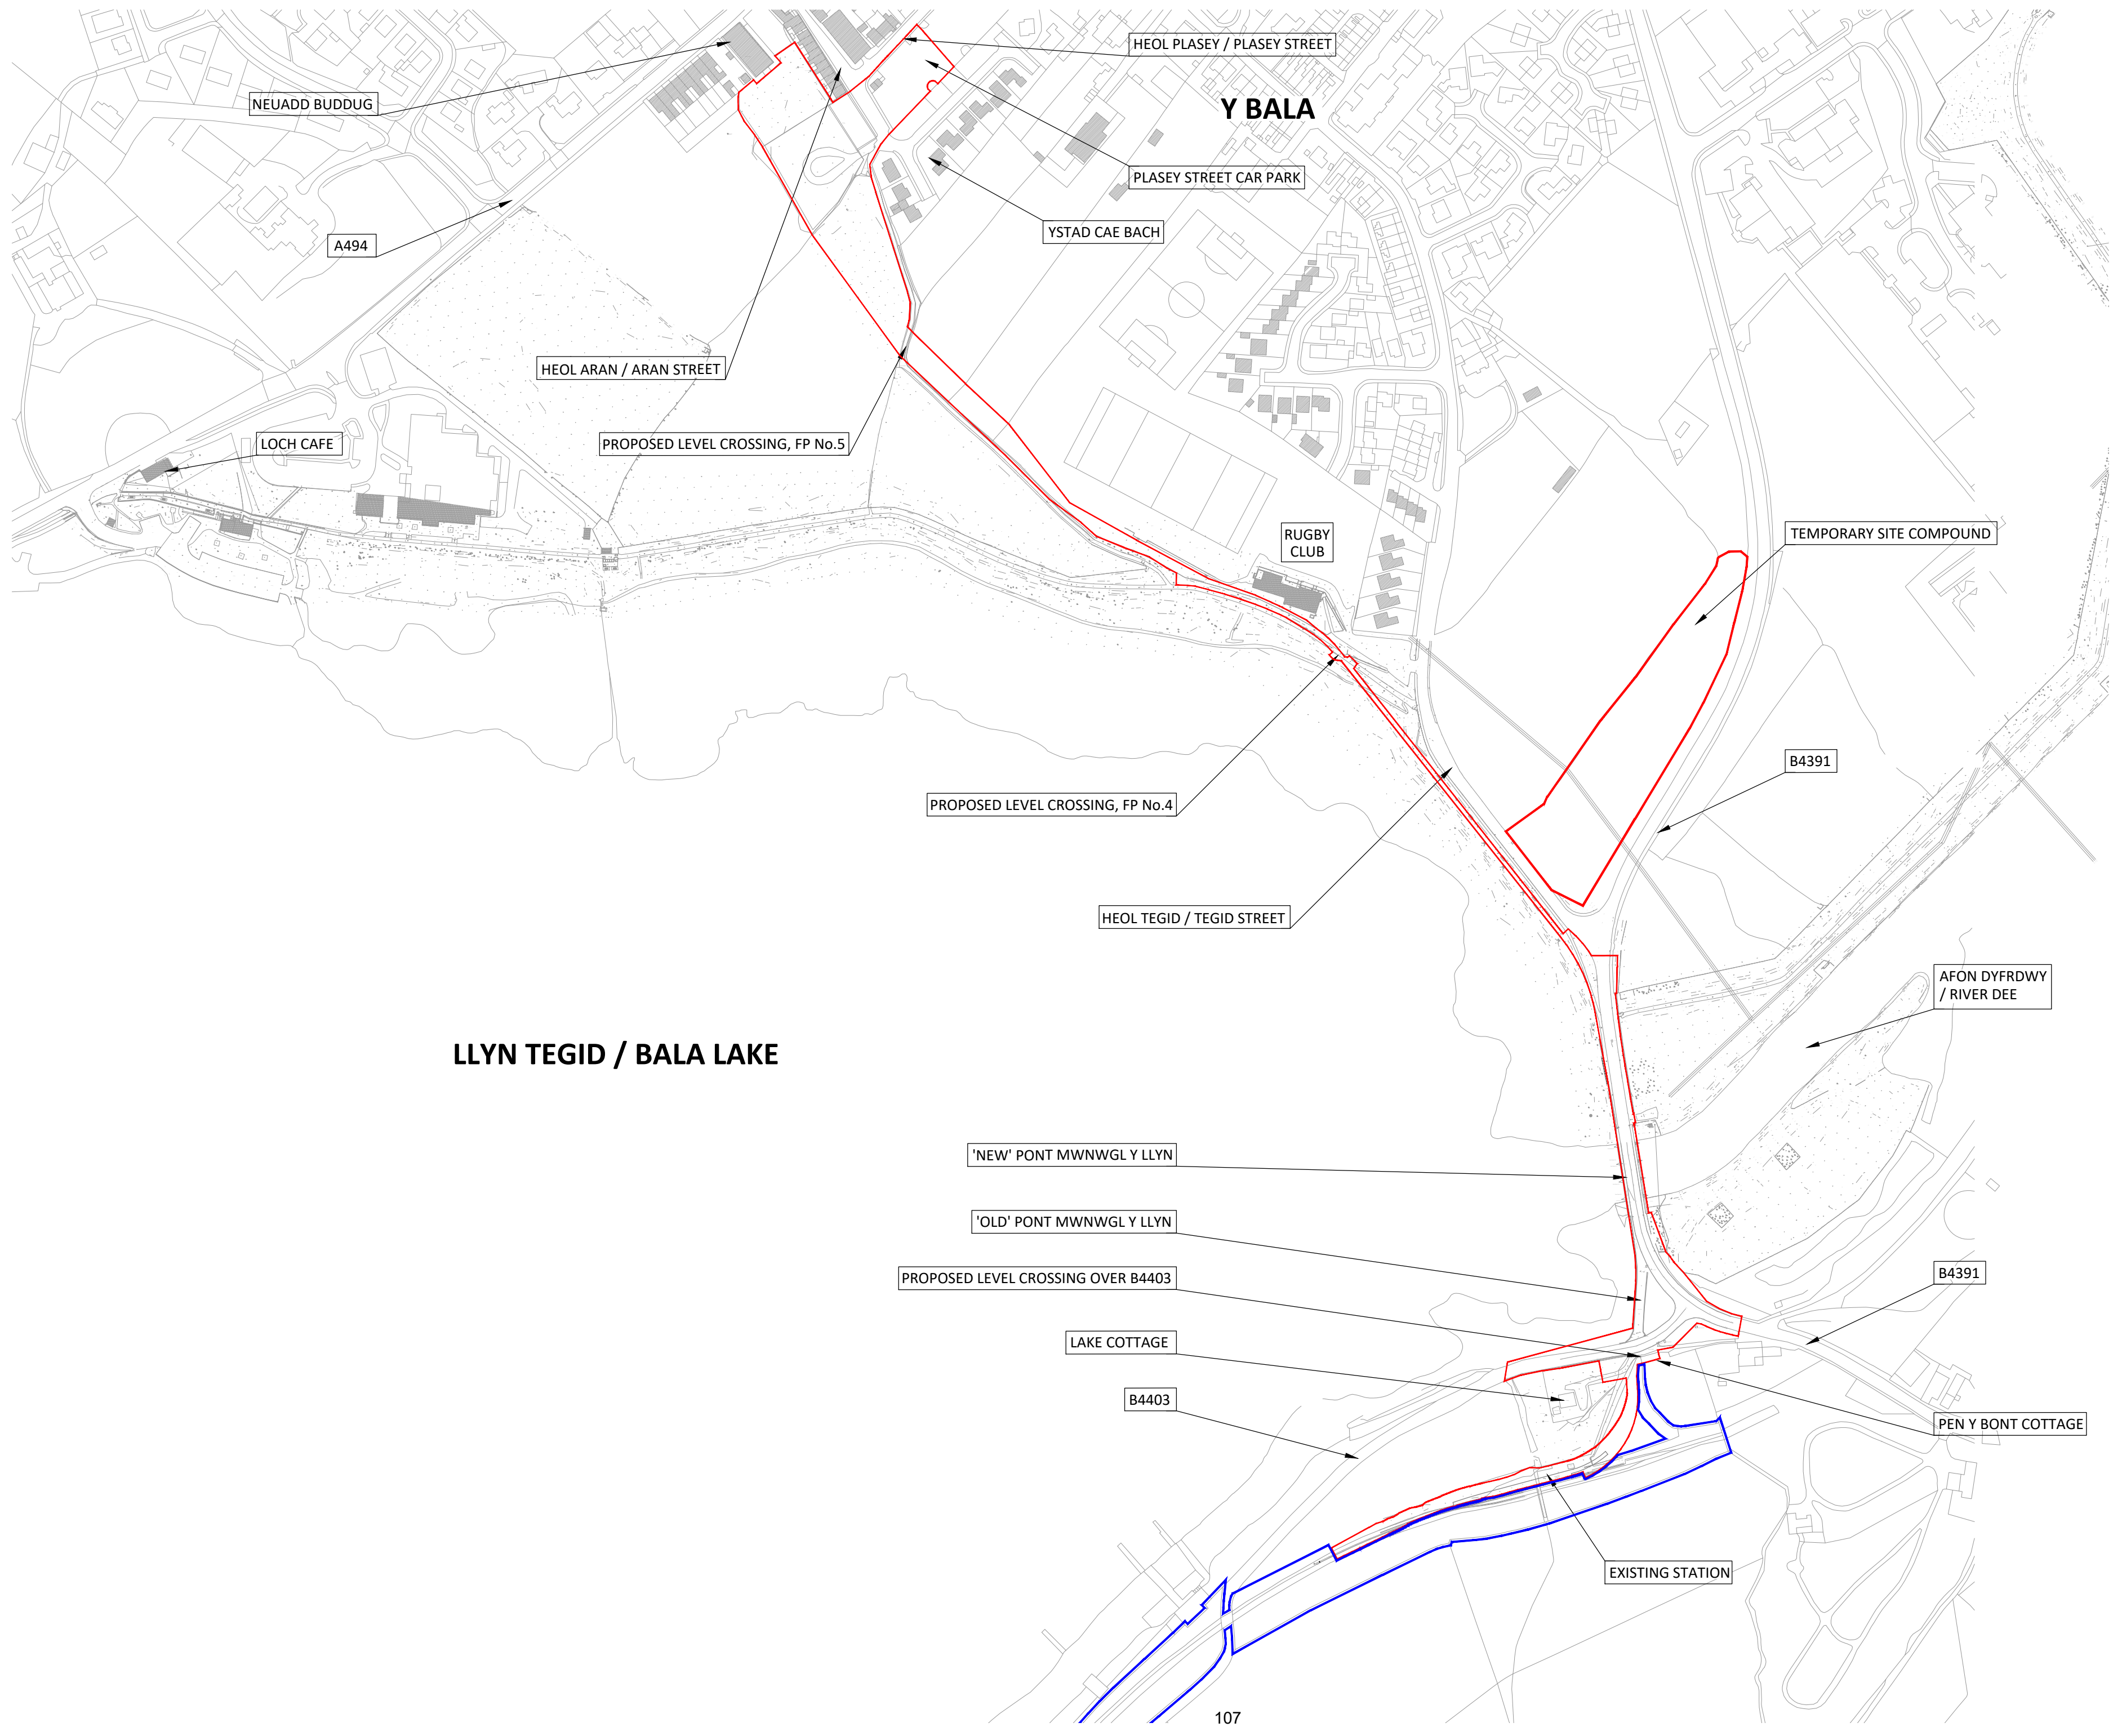 HEOL PLASEY / PLASEY STREET
NEUADD BUDDUG
Y BALA
PLASEY STREET CAR PARK
YSTAD CAE BACH
A494
HEOL ARAN / ARAN STREET
LOCH CAFE
PROPOSED LEVEL CROSSING, FP No.5
RUGBY
CLUB
TEMPORARY SITE COMPOUND
B4391
PROPOSED LEVEL CROSSING, FP No.4
HEOL TEGID / TEGID STREET
AFON DYFRDWY
/ RIVER DEE
LLYN TEGID / BALA LAKE
'NEW' PONT MWNWGL Y LLYN
'OLD' PONT MWNWGL Y LLYN
PROPOSED LEVEL CROSSING OVER B4403
B4391
LAKE COTTAGE
B4403
PEN Y BONT COTTAGE
EXISTING STATION
107